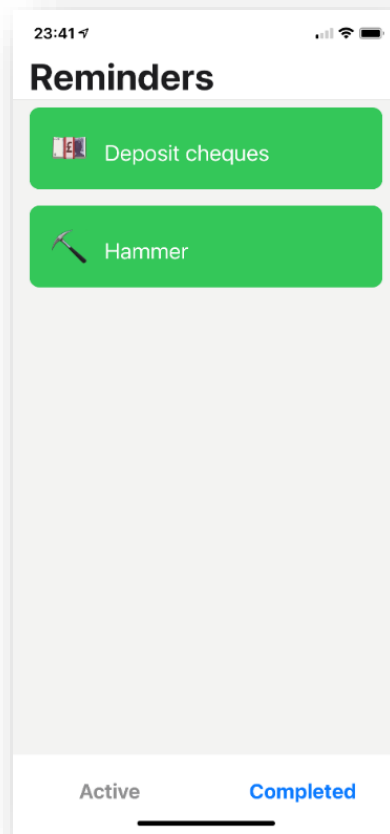 23:41
Reminders
Deposit cheques
Hammer
Active
Completed